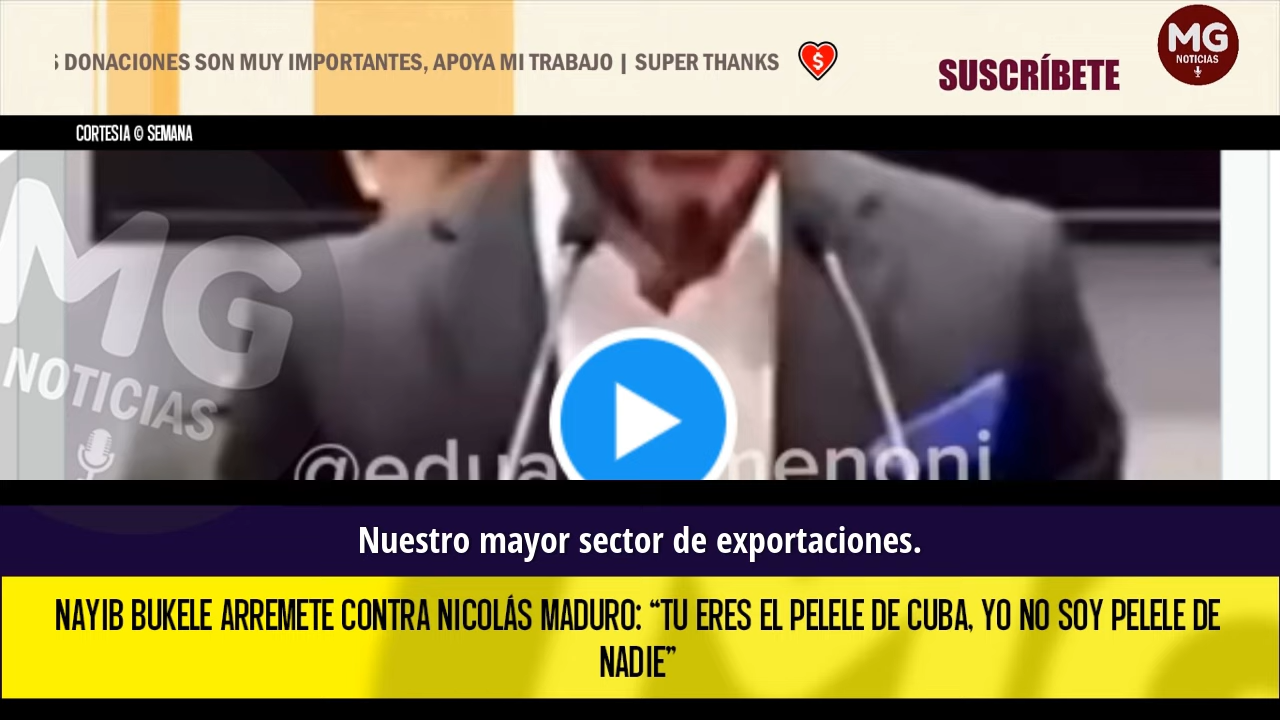 DONACIONES SON MUY IMPORTANTES, APOYA MI TRABAJO | SUPER THANKS
SUSCRÍBETE
MG
NOTICIAS
CORTESIA © SEMANA
MG
NOTICIAS
Nuestro mayor sector de exportaciones.
NAYIB BUKELE ARREMETE CONTRA NICOLÁS MADURO: “TU ERES EL PELELE DE CUBA, YO NO SOY PELELE DE
NADIE”